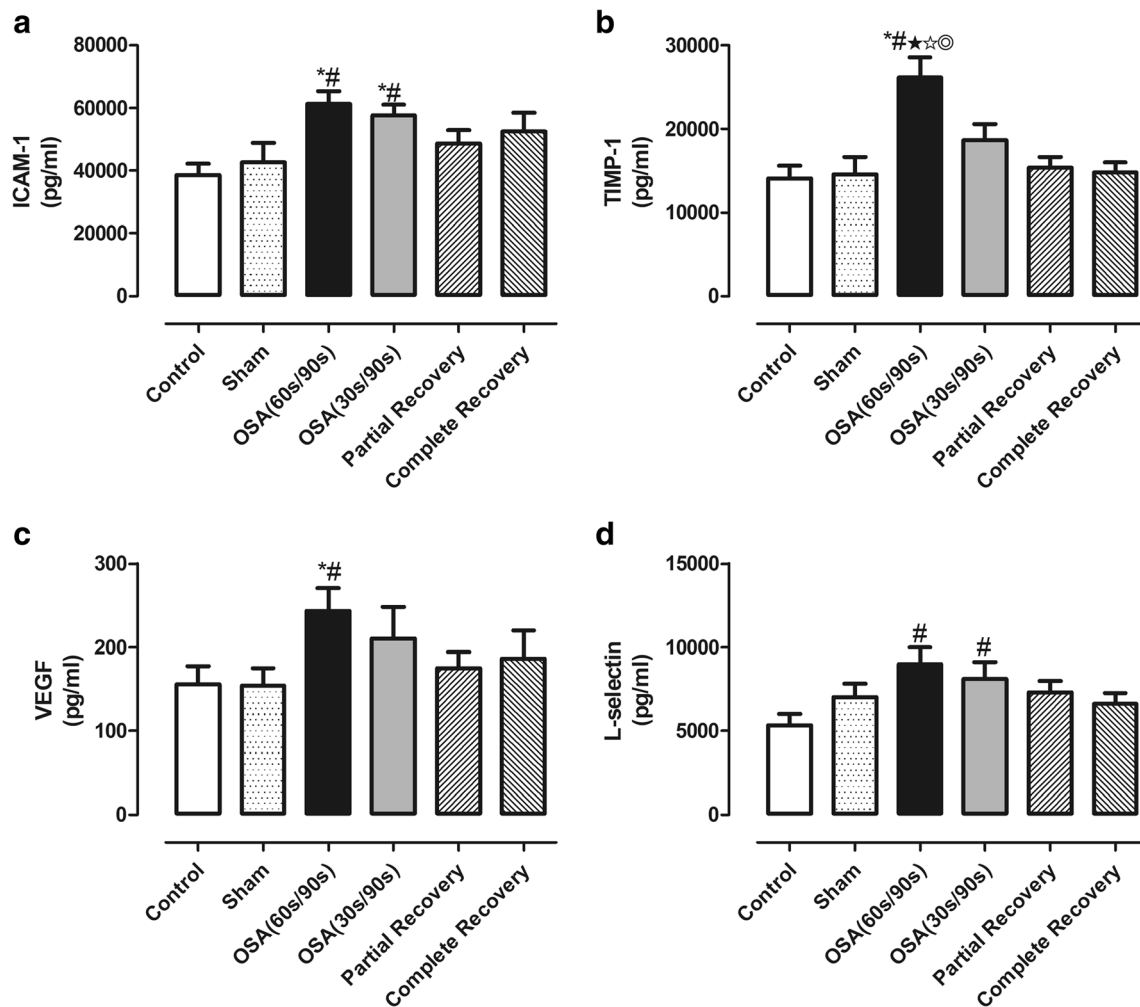 a
80000
60000
40000
20000
0
ICAM-1
(pg/ml)
*#
*#
Control
Sham
OSA(60s/90s)
OSA(30s/90s)
Partial Recovery
Complete Recovery
b
30000
20000
10000
0
TIMP-1
(pg/ml)
*#★☆◎
Control
Sham
OSA(60s/90s)
OSA(30s/90s)
Partial Recovery
Complete Recovery
c
300
200
100
0
VEGF
(pg/ml)
*#
Control
Sham
OSA(60s/90s)
OSA(30s/90s)
Partial Recovery
Complete Recovery
d
15000
10000
5000
0
L-selectin
(pg/ml)
#
#
Control
Sham
OSA(60s/90s)
OSA(30s/90s)
Partial Recovery
Complete Recovery